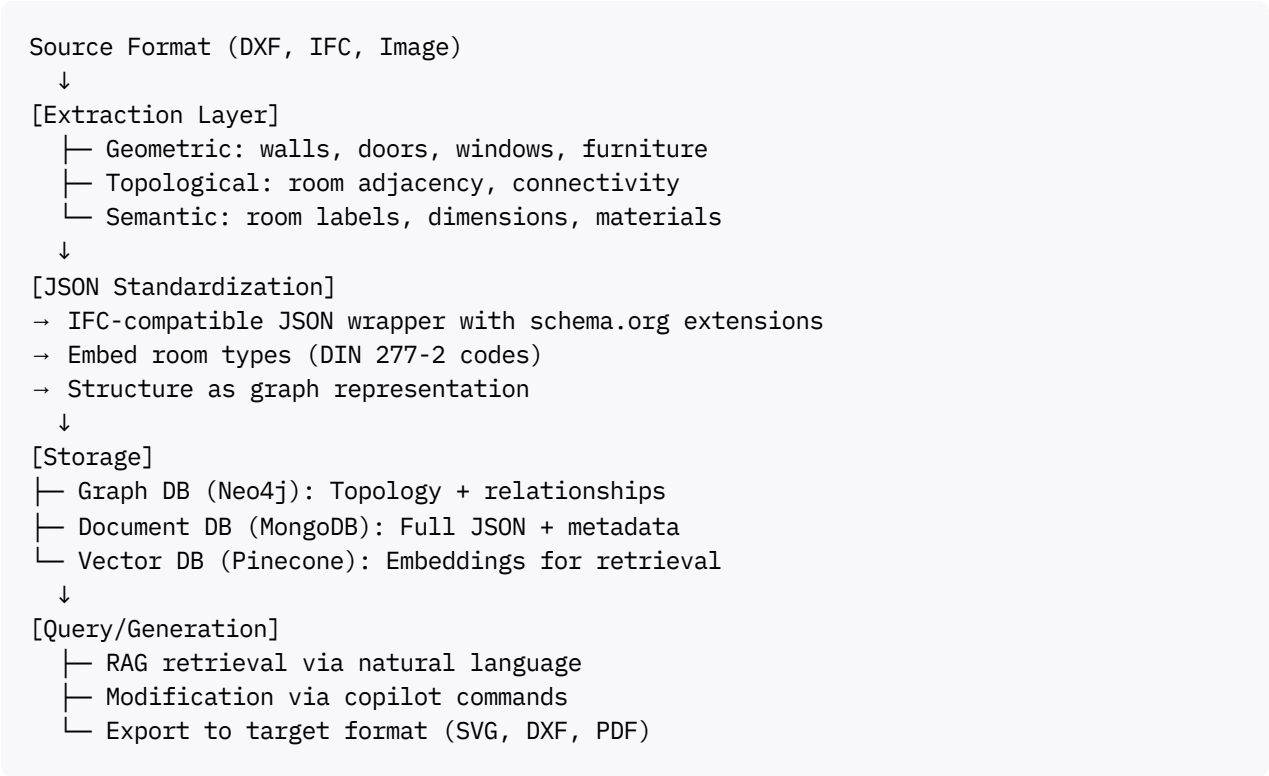 Source Format (DXF, IFC, Image)
  ↓
[Extraction Layer]
  ├─ Geometric: walls, doors, windows, furniture
  ├─ Topological: room adjacency, connectivity
  └─ Semantic: room labels, dimensions, materials
  ↓
[JSON Standardization]
→ IFC-compatible JSON wrapper with schema.org extensions
→ Embed room types (DIN 277-2 codes)
→ Structure as graph representation
  ↓
[Storage]
├─ Graph DB (Neo4j): Topology + relationships
├─ Document DB (MongoDB): Full JSON + metadata
└─ Vector DB (Pinecone): Embeddings for retrieval
  ↓
[Query/Generation]
  ├─ RAG retrieval via natural language
  ├─ Modification via copilot commands
  └─ Export to target format (SVG, DXF, PDF)